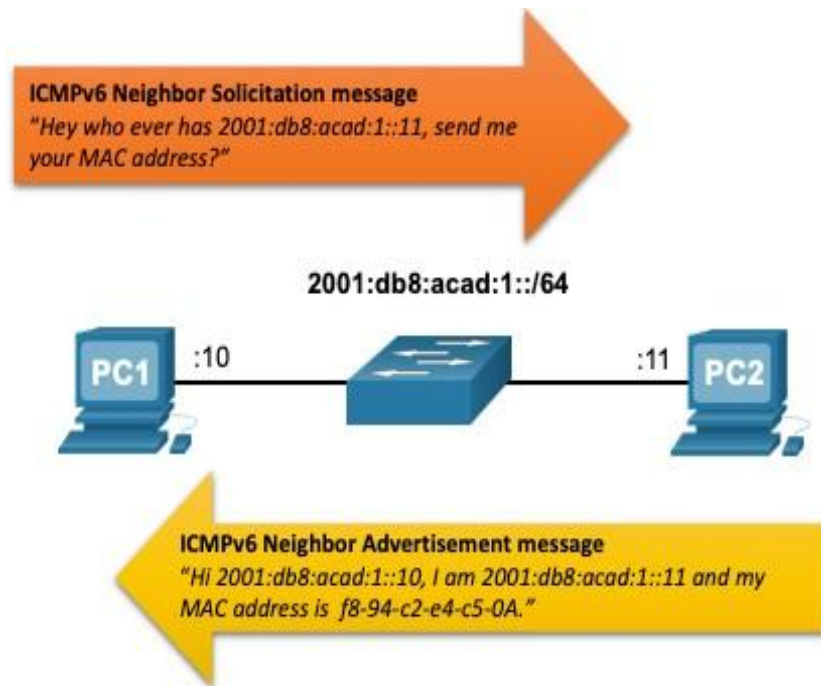 ICMPv6 Neighbor Solicitation message
"Hey who ever has 2001:db8:acad:1::11, send me
your MAC address?"
2001:db8:acad:1::/64
PC1
:10
:11
PC2
ICMPv6 Neighbor Advertisement message
"Hi 2001:db8:acad:1::10, I am 2001:db8:acad:1::11 and my
MAC address is f8-94-c2-e4-c5-0A."